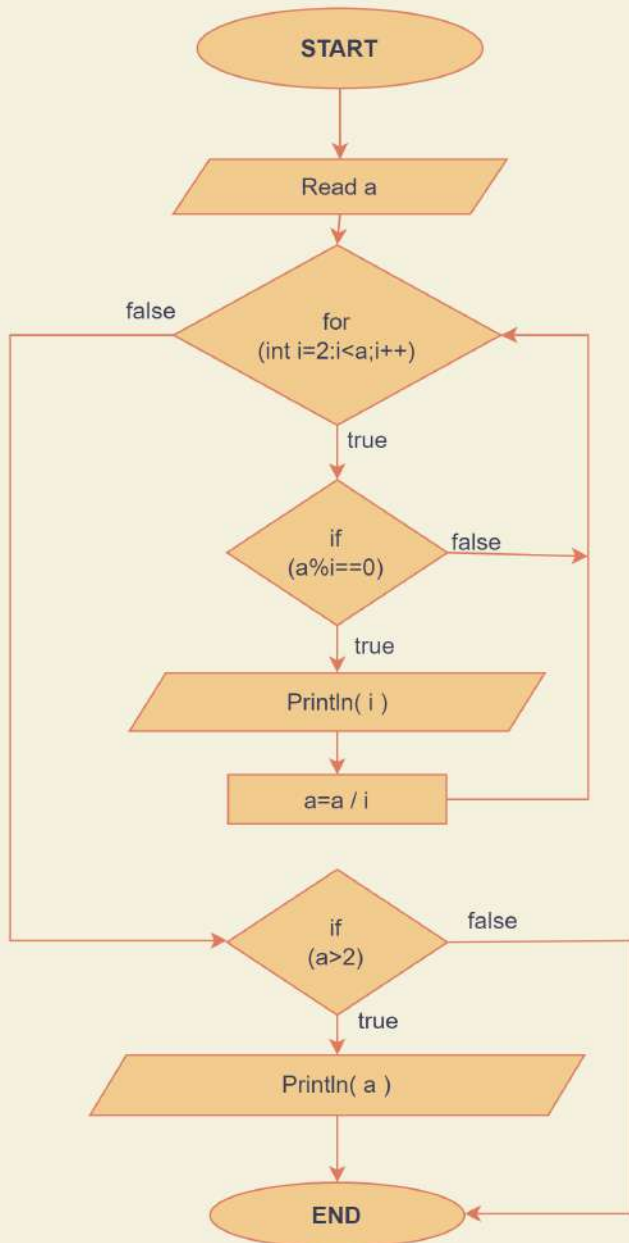 START
Read a
false
for
(int i=2:i<a;i++)
true
if
(a%i==0)
false
true
Println( i )
a=a / i
if
(a>2)
false
true
Println( a )
END